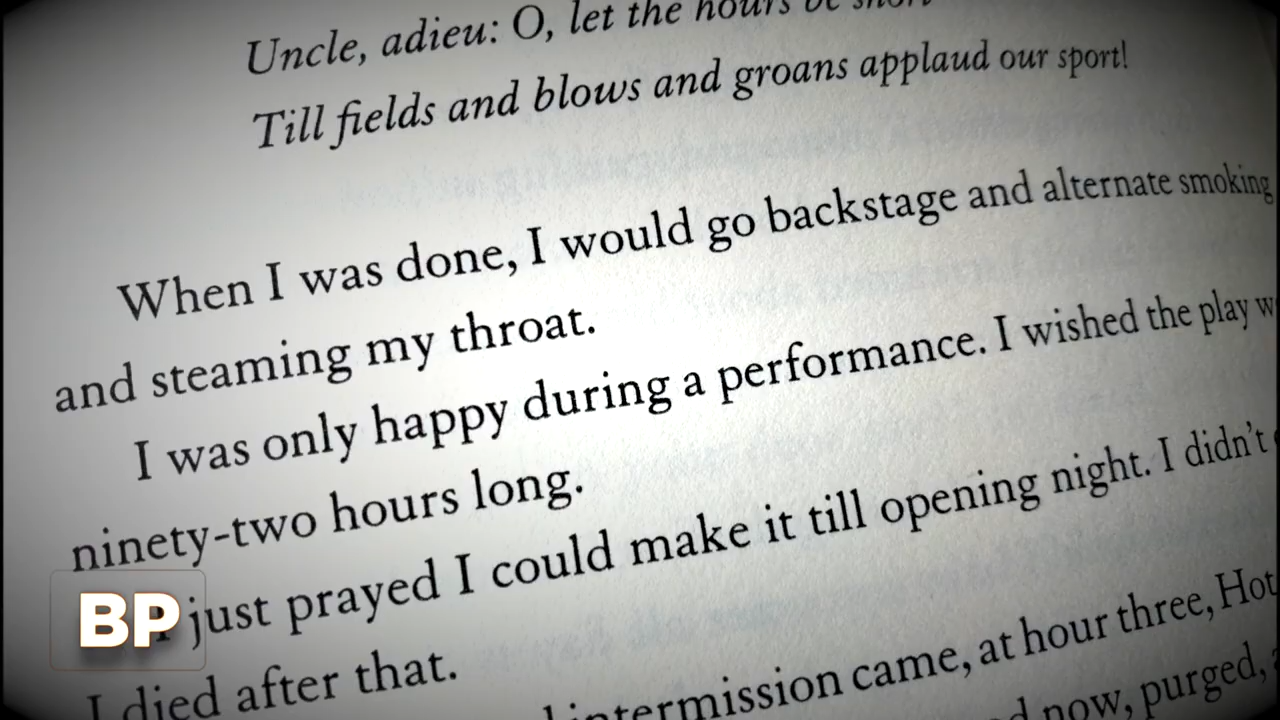 Uncle, adieu: O, let the hours be short
Till fields and blows and groans applaud our sport!
When I was done, I would go backstage and alternate smoking
and steaming my throat.
I was only happy during a performance. I wished the play
ninety-two hours long.
I just prayed I could make it till opening night. I didn't
I died after that.
intermission came, at hour three,
now, purged,
BP